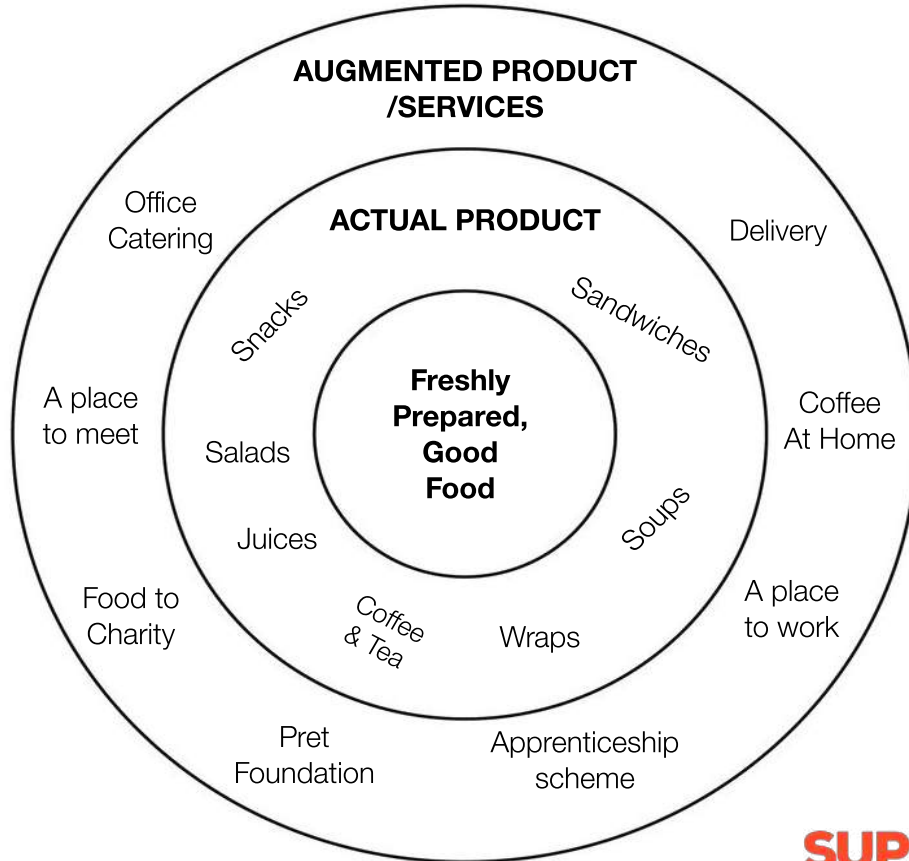 AUGMENTED PRODUCT
/SERVICES
Office
Catering
Delivery
ACTUAL PRODUCT
Snacks
Sandwiches
Freshly
Prepared,
Good
Food
A place
to meet
Coffee
At Home
Salads
Soups
Juices
Food to
Charity
A place
to work
Coffee
& Tea
Wraps
Pret
Foundation
Apprenticeship
scheme
SUP